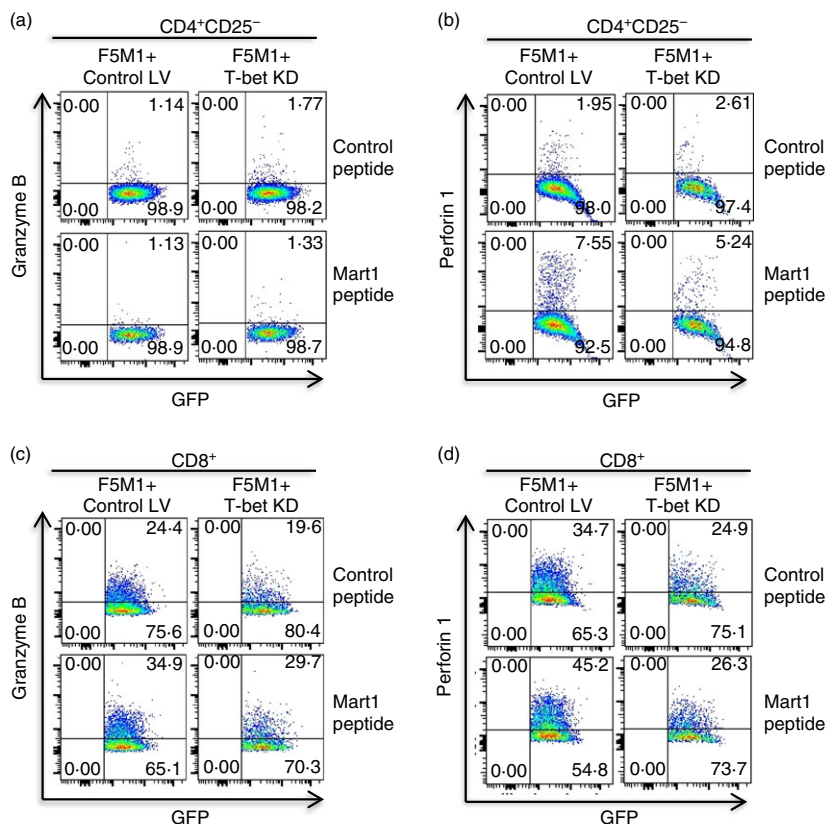 (a)
CD4⁺CD25⁻
F5M1+ Control LV
F5M1+ T-bet KD
0·00 1·14
0·00 98·9
0·00 1·77
0·00 98·2
Control peptide
0·00 1·13
0·00 98·9
0·00 1·33
0·00 98·7
Mart1 peptide
Granzyme B
GFP
(b)
CD4⁺CD25⁻
F5M1+ Control LV
F5M1+ T-bet KD
0·00 1·95
0·00 98·0
0·00 2·61
0·00 97·4
Control peptide
0·00 7·55
0·00 92·5
0·00 5·24
0·00 94·8
Mart1 peptide
Perforin 1
GFP
(c)
CD8⁺
F5M1+ Control LV
F5M1+ T-bet KD
0·00 24·4
0·00 75·6
0·00 19·6
0·00 80·4
Control peptide
0·00 34·9
0·00 65·1
0·00 29·7
0·00 70·3
Mart1 peptide
Granzyme B
GFP
(d)
CD8⁺
F5M1+ Control LV
F5M1+ T-bet KD
0·00 34·7
0·00 65·3
0·00 24·9
0·00 75·1
Control peptide
0·00 45·2
0·00 54·8
0·00 26·3
0·00 73·7
Mart1 peptide
Perforin 1
GFP